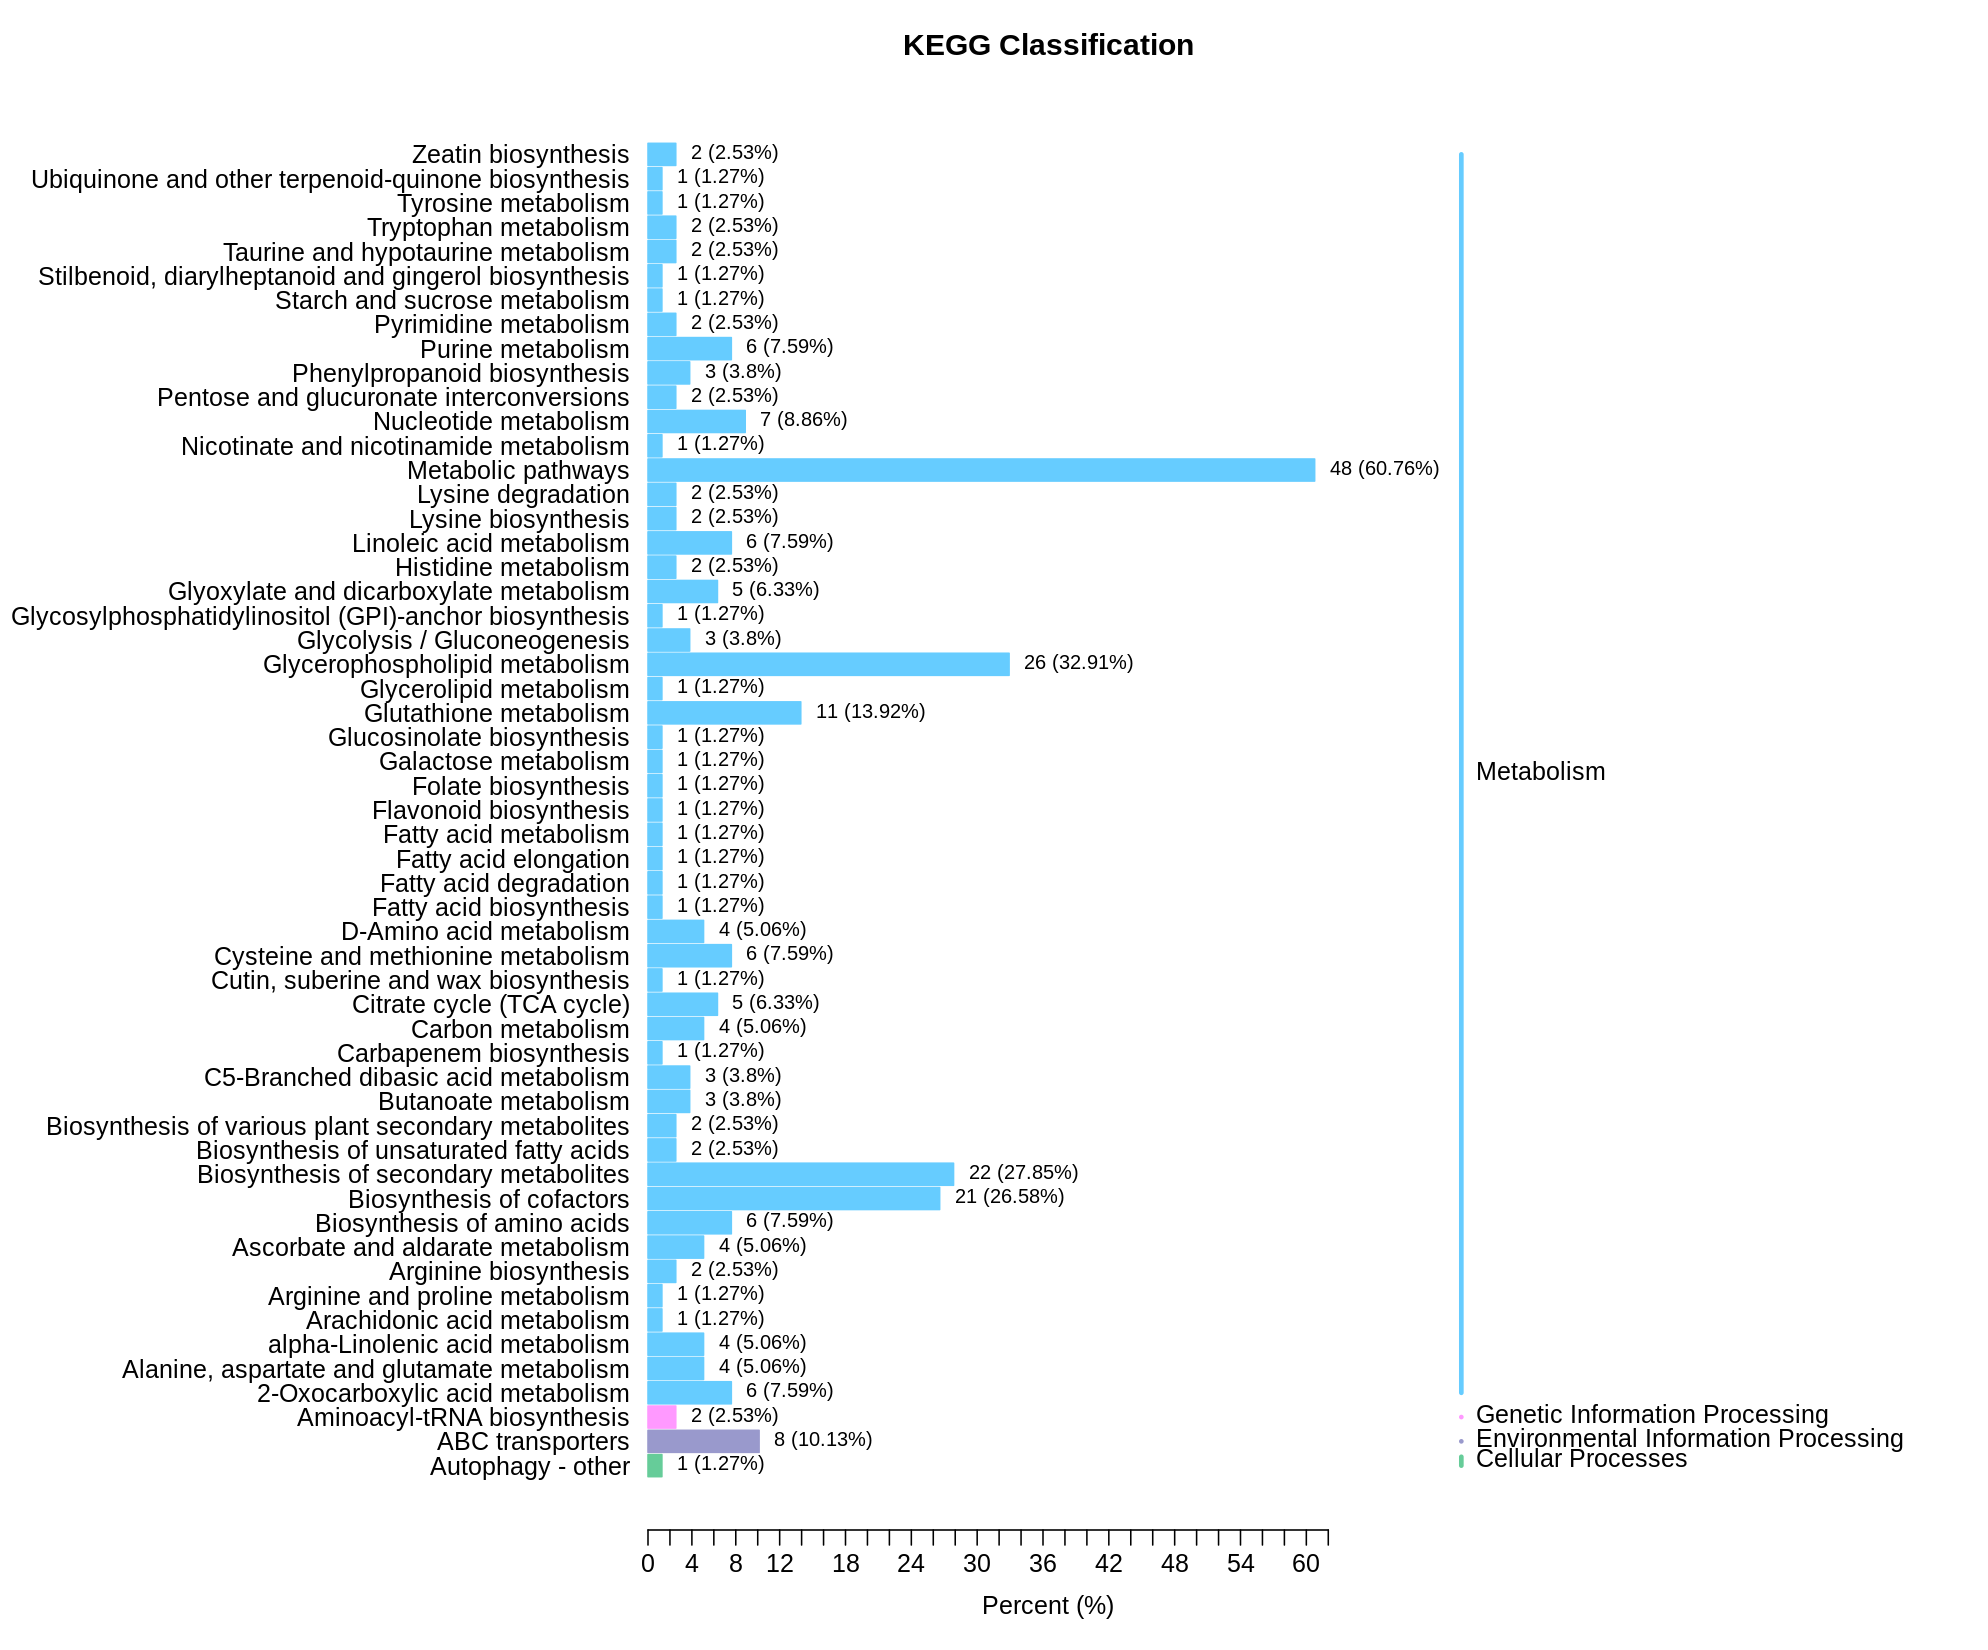 KEGG Classification
Zeatin biosynthesis 2 (2.53%)
Ubiquinone and other terpenoid-quinone biosynthesis 1 (1.27%)
Tyrosine metabolism 1 (1.27%)
Tryptophan metabolism 2 (2.53%)
Taurine and hypotaurine metabolism 2 (2.53%)
Stilbenoid, diarylheptanoid and gingerol biosynthesis 1 (1.27%)
Starch and sucrose metabolism 1 (1.27%)
Pyrimidine metabolism 2 (2.53%)
Purine metabolism 6 (7.59%)
Phenylpropanoid biosynthesis 3 (3.8%)
Pentose and glucuronate interconversions 2 (2.53%)
Nucleotide metabolism 7 (8.86%)
Nicotinate and nicotinamide metabolism 1 (1.27%)
Metabolic pathways 48 (60.76%)
Lysine degradation 2 (2.53%)
Lysine biosynthesis 2 (2.53%)
Linoleic acid metabolism 6 (7.59%)
Histidine metabolism 2 (2.53%)
Glyoxylate and dicarboxylate metabolism 5 (6.33%)
Glycosylphosphatidylinositol (GPI)-anchor biosynthesis 1 (1.27%)
Glycolysis / Gluconeogenesis 3 (3.8%)
Glycerophospholipid metabolism 26 (32.91%)
Glycerolipid metabolism 1 (1.27%)
Glutathione metabolism 11 (13.92%)
Glucosinolate biosynthesis 1 (1.27%)
Galactose metabolism 1 (1.27%)
Folate biosynthesis 1 (1.27%)
Flavonoid biosynthesis 1 (1.27%)
Fatty acid metabolism 1 (1.27%)
Fatty acid elongation 1 (1.27%)
Fatty acid degradation 1 (1.27%)
Fatty acid biosynthesis 1 (1.27%)
D-Amino acid metabolism 4 (5.06%)
Cysteine and methionine metabolism 6 (7.59%)
Cutin, suberine and wax biosynthesis 1 (1.27%)
Citrate cycle (TCA cycle) 5 (6.33%)
Carbon metabolism 4 (5.06%)
Carbapenem biosynthesis 1 (1.27%)
C5-Branched dibasic acid metabolism 3 (3.8%)
Butanoate metabolism 3 (3.8%)
Biosynthesis of various plant secondary metabolites 2 (2.53%)
Biosynthesis of unsaturated fatty acids 2 (2.53%)
Biosynthesis of secondary metabolites 22 (27.85%)
Biosynthesis of cofactors 21 (26.58%)
Biosynthesis of amino acids 6 (7.59%)
Ascorbate and aldarate metabolism 4 (5.06%)
Arginine biosynthesis 2 (2.53%)
Arginine and proline metabolism 1 (1.27%)
Arachidonic acid metabolism 1 (1.27%)
alpha-Linolenic acid metabolism 4 (5.06%)
Alanine, aspartate and glutamate metabolism 4 (5.06%)
2-Oxocarboxylic acid metabolism 6 (7.59%)
Aminoacyl-tRNA biosynthesis 2 (2.53%)
ABC transporters 8 (10.13%)
Autophagy - other 1 (1.27%)
Metabolism
Genetic Information Processing
Environmental Information Processing
Cellular Processes
0 4 8 12 18 24 30 36 42 48 54 60
Percent (%)